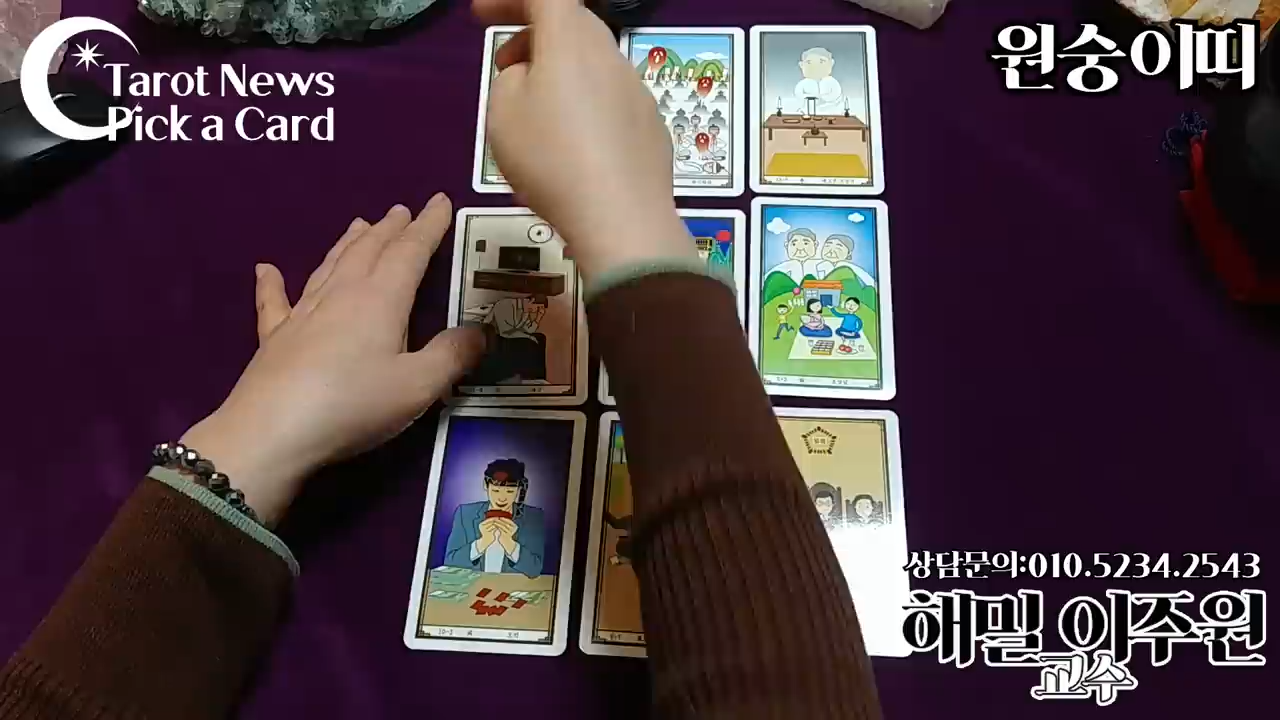 Tarot News
Pick a Card
원숭이띠
상담문의:010.5234.2543
해밀 이주원
교수